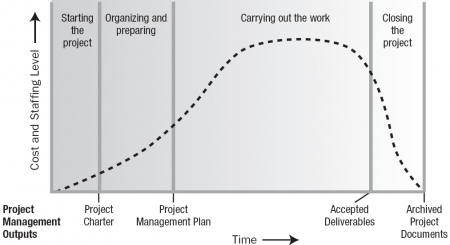 Starting
the
project
Organizing and
preparing
Carrying out the work
Closing
the
project
Cost and Staffing Level
Project
Management
Outputs
Project
Charter
Project
Management Plan
Accepted
Deliverables
Archived
Project
Documents
Time